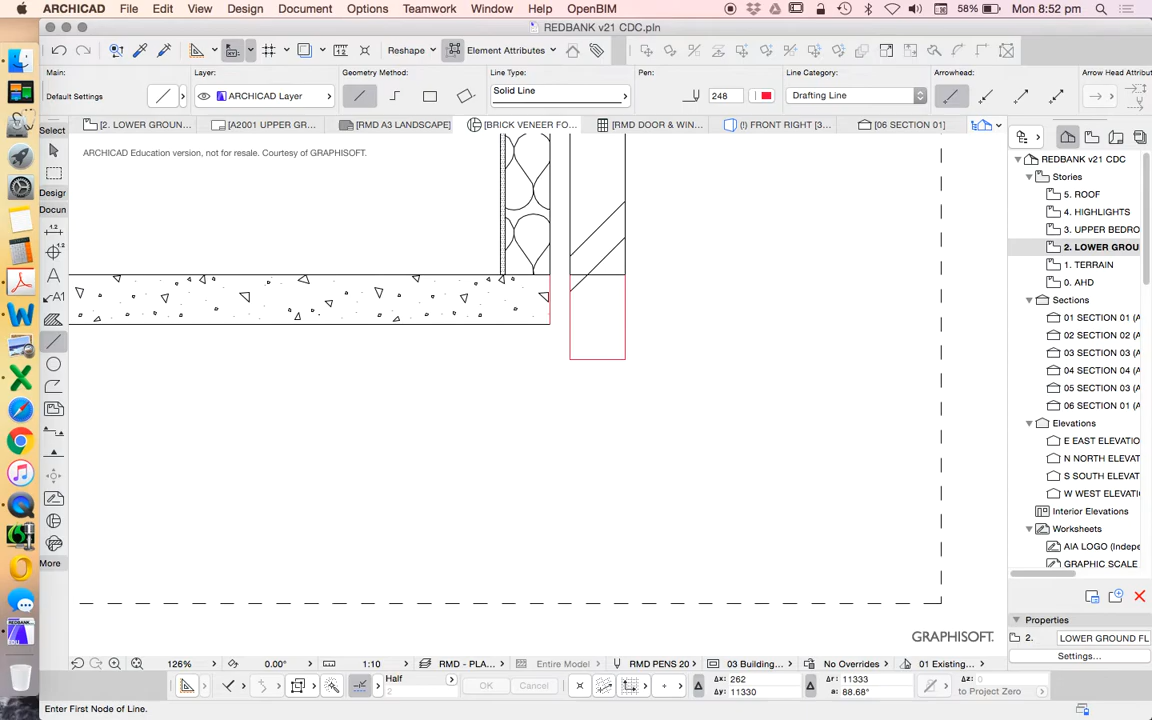 ARCHICAD File Edit View Design Document Options Teamwork Window Help OpenBIM
58% Mon 8:52 pm
REDBANK v21 CDC.pln
Reshape Element Attributes
Main: Layer: Geometry Method: Line Type: Pen: Line Category: Arrowhead: Arrow Head Attribut
Default Settings ARCHICAD Layer Solid Line 248 Drafting Line
Select [2. LOWER GROUN... [A2001 UPPER GR... [RMD A3 LANDSCAPE] [BRICK VENEER FO... [RMD DOOR & WIN... [FRONT RIGHT [3... [06 SECTION 01]
ARCHICAD Education version, not for resale. Courtesy of GRAPHISOFT.
Design
Docun
More
REDBANK v21 CDC
Stories
5. ROOF
4. HIGHLIGHTS
3. UPPER BEDRO
2. LOWER GROU
1. TERRAIN
0. AHD
Sections
01 SECTION 01 (A
02 SECTION 02 (A
03 SECTION 03 (A
04 SECTION 04 (A
05 SECTION 03 (A
06 SECTION 01 (A
Elevations
E EAST ELEVATIO
N NORTH ELEVAT
S SOUTH ELEVAT
W WEST ELEVATI
Interior Elevations
Worksheets
AIA LOGO (Indepe
GRAPHIC SCALE
Properties
2. LOWER GROUND FL
Settings...
GRAPHISOFT.
126% 0.00° 1:10 RMD - PLA... Entire Model RMD PENS 20 03 Building... No Overrides 01 Existing...
Half
2
OK Cancel
Δx: 262
Δy: 11330
Δr: 11333
a: 88.68°
Δz: 0
to Project Zero
Enter First Node of Line.